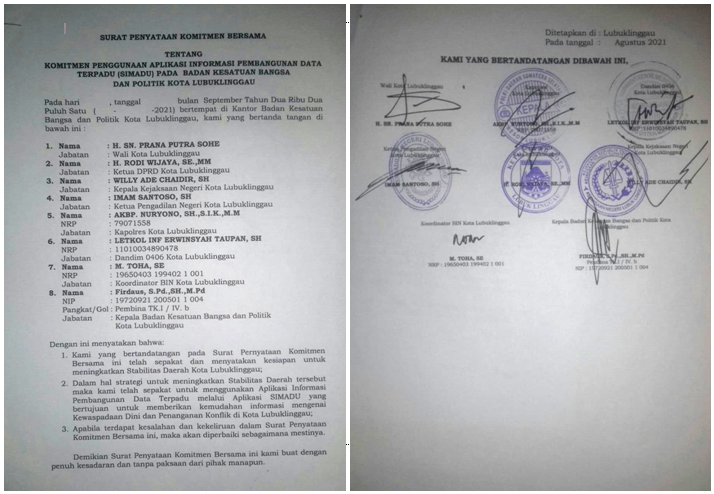 SURAT PENYATAAN KOMITMEN BERSAMA
TENTANG
KOMITMEN PENGGUNAAN APLIKASI INFORMASI PEMBANGUNAN DATA
TERPADU (SIMADU) PADA BADAN KESATUAN BANGSA
DAN POLITIK KOTA LUBUKLINGGAU
Pada hari , tanggal bulan September Tahun Dua Ribu Dua
Puluh Satu ( - -2021) bertempat di Kantor Badan Kesatuan
Bangsa dan Politik Kota Lubuklinggau, kami yang bertanda tangan di
bawah ini :
1. Nama : H. SN. PRANA PUTRA SOHE
Jabatan : Wali Kota Lubuklinggau
2. Nama : H. RODI WIJAYA, SE.,MM
Jabatan : Ketua DPRD Kota Lubuklinggau
3. Nama : WILLY ADE CHAIDIR, SH
Jabatan : Kepala Kejaksaan Negeri Kota Lubuklinggau
4. Nama : IMAM SANTOSO, SH
Jabatan : Ketua Pengadilan Negeri Kota Lubuklinggau
5. Nama : AKBP. NURYONO, SH.,S.I.K.,M.M
NRP : 79071558
Jabatan : Kapolres Kota Lubuklinggau
6. Nama : LETKOL INF ERWINSYAH TAUPAN, SH
NRP : 11010034890478
Jabatan : Dandim 0406 Kota Lubuklinggau
7. Nama : M. TOHA, SE
NRP : 19650403 199402 1 001
Jabatan : Koordinator BIN Kota Lubuklinggau
8. Nama : Firdaus, S.Pd.,SH.,M.Pd
NIP : 19720921 200501 1 004
Pangkat/Gol : Pembina TK.I / IV. b
Jabatan : Kepala Badan Kesatuan Bangsa dan Politik
Kota Lubuklinggau
Dengan ini menyatakan bahwa:
1. Kami yang bertandatangan pada Surat Pernyataan Komitmen
Bersama ini telah sepakat dan menyatakan kesiapan untuk
meningkatkan Stabilitas Daerah Kota Lubuklinggau;
2. Dalam hal strategi untuk meningkatkan Stabilitas Daerah tersebut
maka kami telah sepakat untuk menggunakan Aplikasi Informasi
Pembangunan Data Terpadu melalui Aplikasi SIMADU yang
bertujuan untuk memberikan kemudahan informasi mengenai
Kewaspadaan Dini dan Penanganan Konflik di Kota Lubuklinggau;
3. Apabila terdapat kesalahan dan kekeliruan dalam Surat Penyataan
Komitmen Bersama ini, maka akan diperbaiki sebagaimana mestinya.
Demikian Surat Penyataan Komitmen Bersama ini kami buat dengan
penuh kesadaran dan tanpa paksaan dari pihak manapun.
Ditetapkan di : Lubuklinggau
Pada tanggal : Agustus 2021
KAMI YANG BERTANDATANGAN DIBAWAH INI,
Wali Kota Lubuklinggau
H. SN. PRANA PUTRA SOHE
KEPALA
NURYONO, SH.,S.I.K.,M.M
Kota Lubuklinggau
LETKOL INF ERWINSYAH TAUPAN, SH
Ketua Pengadilan Negeri
Kota Lubuklinggau
IMAM SANTOSO, SH
Kejaksaan Negeri
Kota Lubuklinggau
WILLY ADE CHAIDIR, SH
Koordinator BIN Kota Lubuklinggau
M. TOHA, SE
NRP : 19650403 199402 1 001
Kepala Badan Kesatuan Bangsa dan Politik
Kota Lubuklinggau
FIRDAUS, S.Pd.,SH.,M.Pd
Pembina TK.I / IV. b
NIP : 19720921 200501 1 004